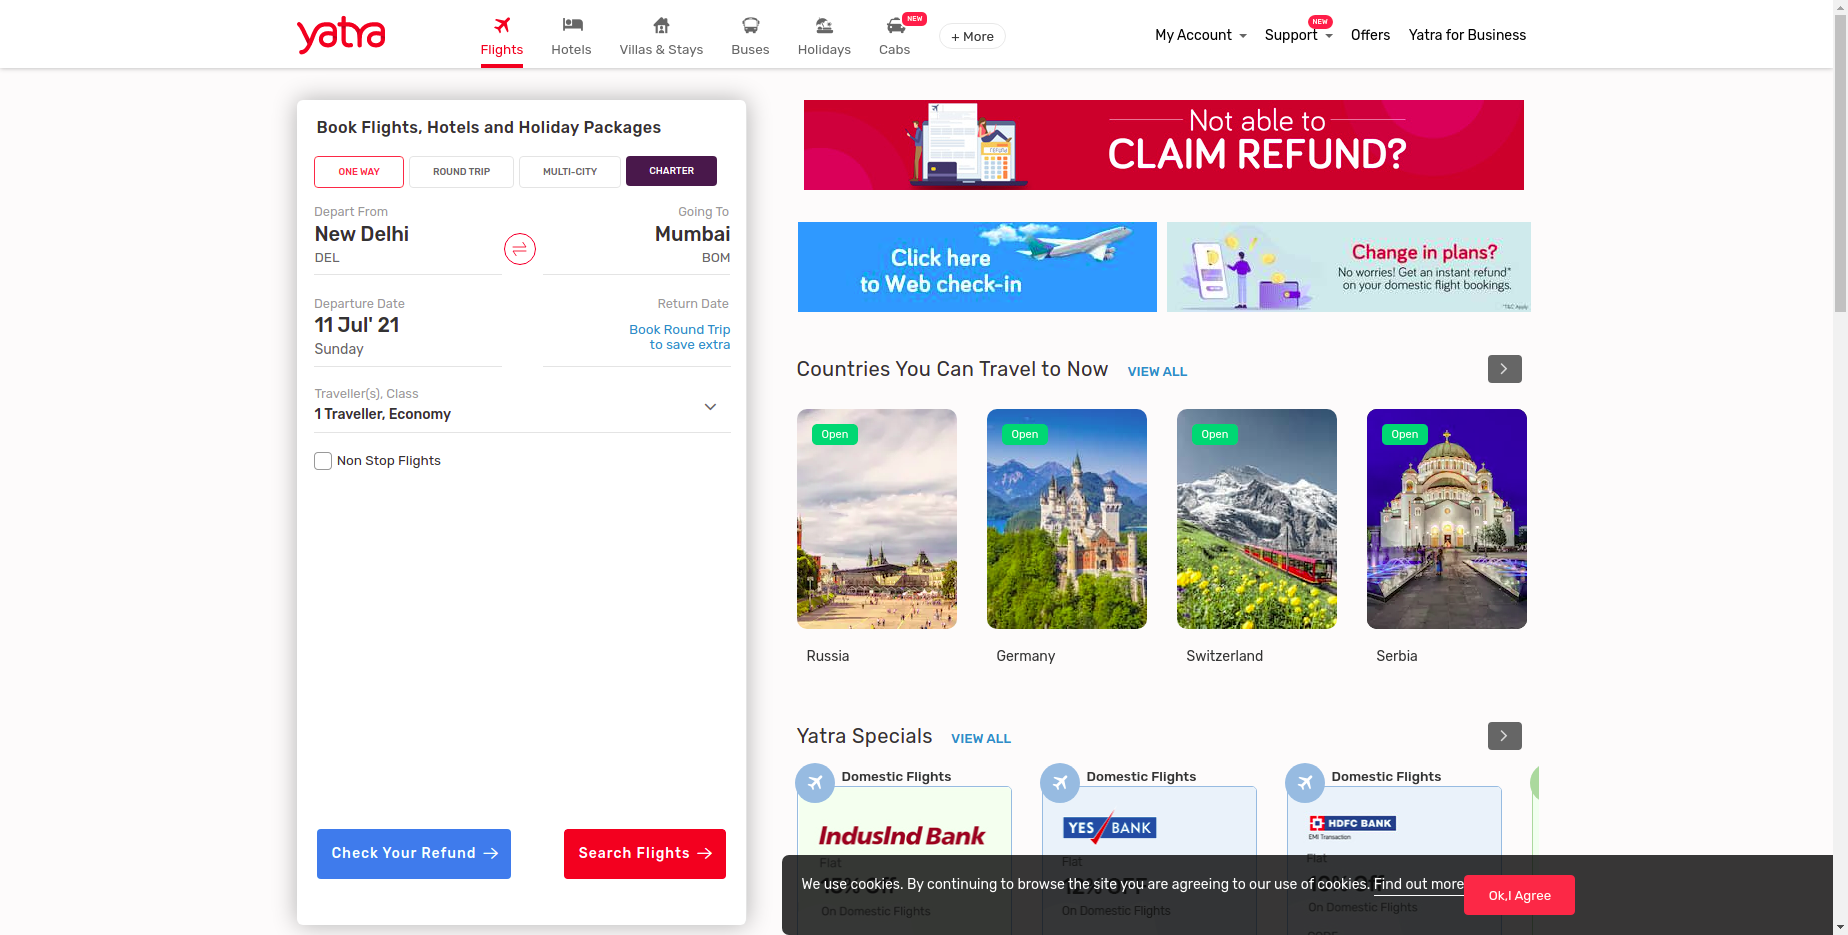 yatra
Flights
Hotels
Villas & Stays
Buses
Holidays
NEW
Cabs
+ More
My Account
NEW
Support
Offers
Yatra for Business
Book Flights, Hotels and Holiday Packages
ONE WAY
ROUND TRIP
MULTI-CITY
CHARTER
Depart From
New Delhi
DEL
Going To
Mumbai
BOM
Departure Date
11 Jul' 21
Sunday
Return Date
Book Round Trip
to save extra
Traveller(s), Class
1 Traveller, Economy
Non Stop Flights
Check Your Refund
Search Flights
Not able to
CLAIM REFUND?
refund
Click here
to Web check-in
Change in plans?
No worries! Get an instant refund*
on your domestic flight bookings.
*T&C Apply
Countries You Can Travel to Now
VIEW ALL
Open
Open
Open
Open
Russia
Germany
Switzerland
Serbia
Yatra Specials
VIEW ALL
Domestic Flights
IndusInd Bank
Flat
On Domestic Flights
Domestic Flights
YES BANK
Flat
On Domestic Flights
Domestic Flights
HDFC BANK
EMI Transaction
Flat
On Domestic Flights
We use cookies. By continuing to browse the site you are agreeing to our use of cookies. Find out more
Ok,I Agree